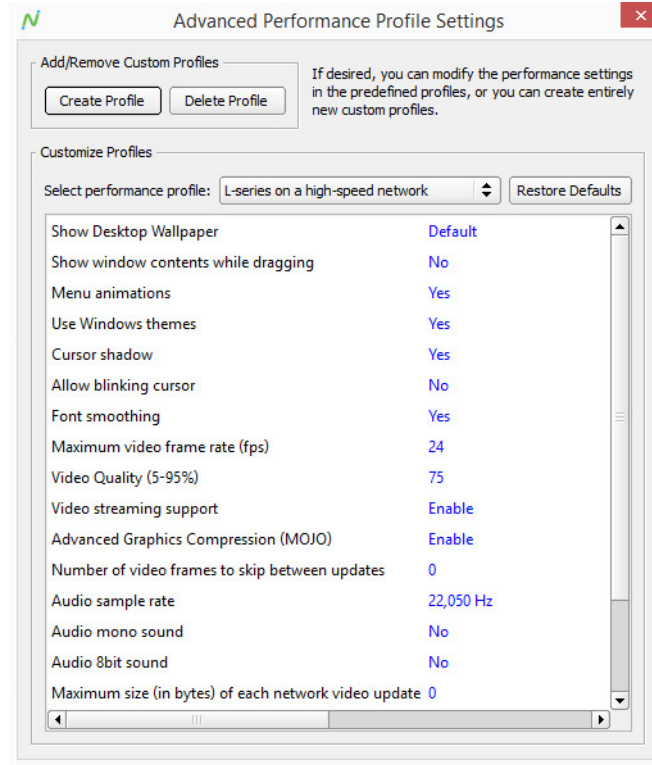 Advanced Performance Profile Settings
Add/Remove Custom Profiles
Create Profile
Delete Profile
If desired, you can modify the performance settings
in the predefined profiles, or you can create entirely
new custom profiles.
Customize Profiles
Select performance profile: L-series on a high-speed network Restore Defaults
Show Desktop Wallpaper Default
Show window contents while dragging No
Menu animations Yes
Use Windows themes Yes
Cursor shadow Yes
Allow blinking cursor No
Font smoothing Yes
Maximum video frame rate (fps) 24
Video Quality (5-95%) 75
Video streaming support Enable
Advanced Graphics Compression (MOJO) Enable
Number of video frames to skip between updates 0
Audio sample rate 22,050 Hz
Audio mono sound No
Audio 8bit sound No
Maximum size (in bytes) of each network video update 0